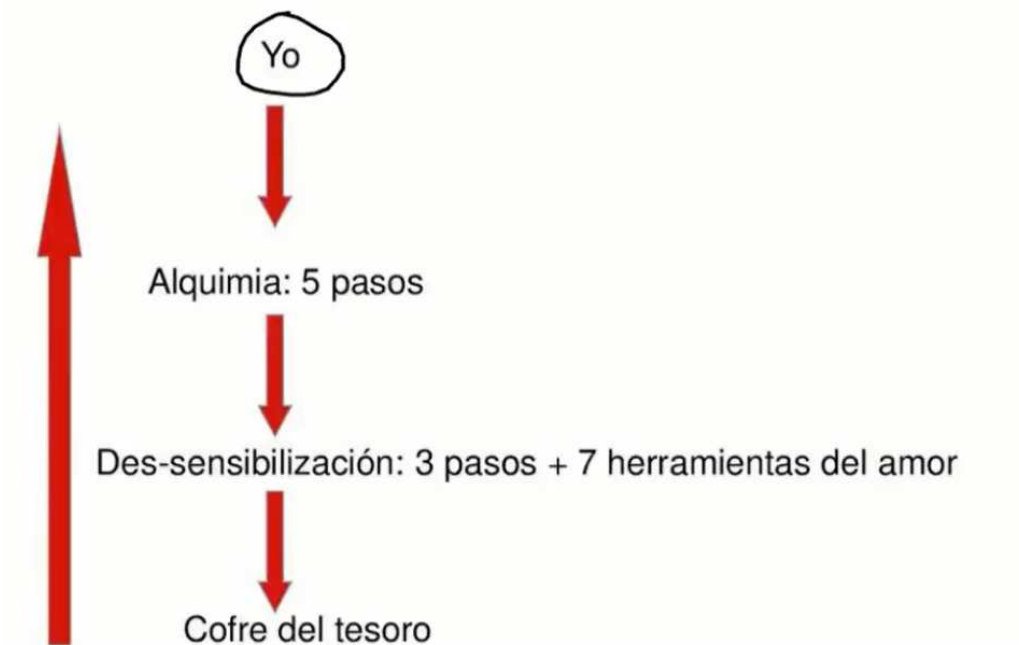 Yo
Alquimia: 5 pasos
Des-sensibilización: 3 pasos + 7 herramientas del amor
Cofre del tesoro